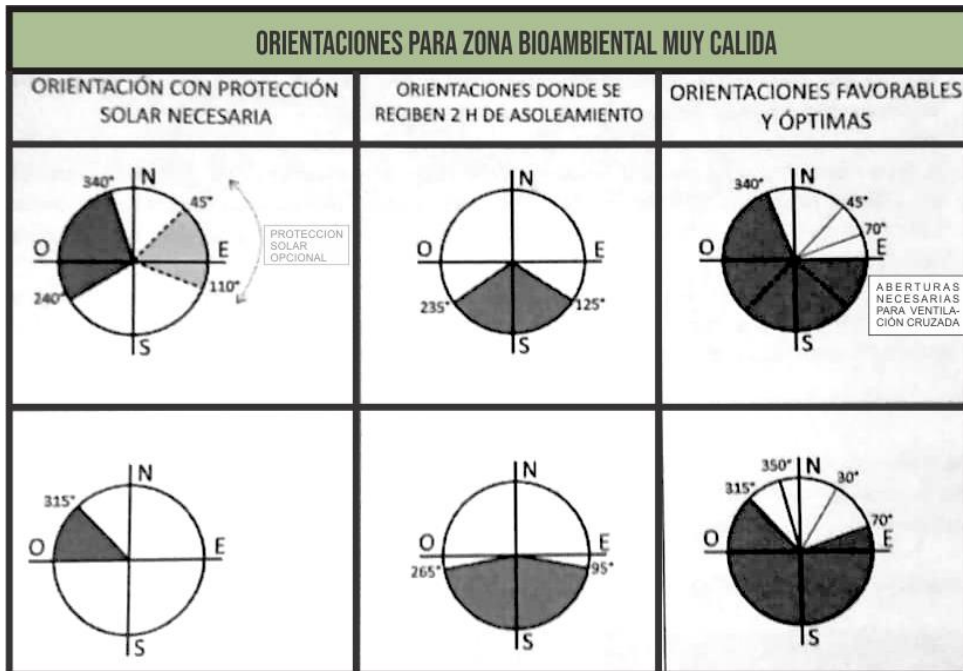 ORIENTACIONES PARA ZONA BIOAMBIENTAL MUY CALIDA
ORIENTACIÓN CON PROTECCIÓN
SOLAR NECESARIA
ORIENTACIONES DONDE SE
RECIBEN 2 H DE ASOLEAMIENTO
ORIENTACIONES FAVORABLES
Y ÓPTIMAS
N
340°
45°
O
E
240°
110°
S
PROTECCION
SOLAR
OPCIONAL
N
O
E
235°
125°
S
N
340°
45°
70°
O
E
S
ABERTURAS
NECESARIAS
PARA VENTILA-
CIÓN CRUZADA
N
315°
O
E
S
N
O
E
265°
95°
S
N
350°
30°
315°
70°
O
E
S